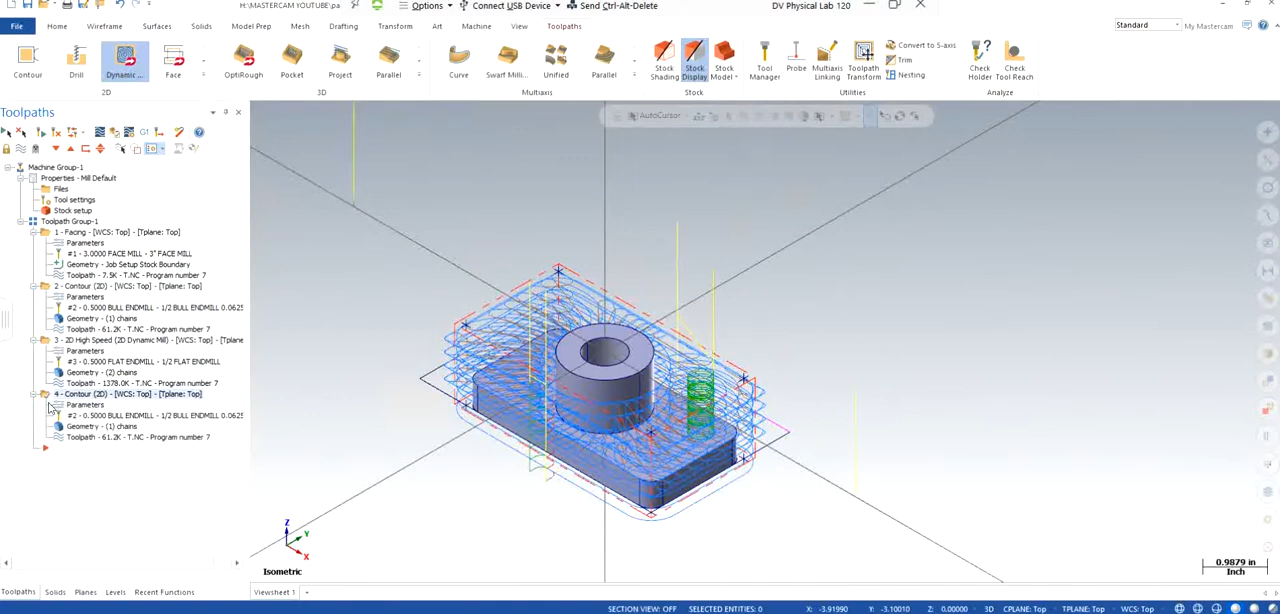 H:\MASTERCAM YOUTUBE\pa
Options
Connect USB Device
Send Ctrl-Alt-Delete
DV Physical Lab 120
File
Home
Wireframe
Surfaces
Solids
Model Prep
Mesh
Drafting
Transform
Art
Machine
View
Toolpaths
Standard
My Mastercam
Contour
Drill
Dynamic ...
Face
OptiRough
Pocket
Project
Parallel
Curve
Swarf Milli...
Unified
Parallel
Stock Shading
Stock Display
Stock Model
Tool Manager
Probe
Multiaxis Linking
Toolpath Transform
Convert to 5-axis
Trim
Nesting
Check Holder
Check Tool Reach
2D
3D
Multiaxis
Stock
Utilities
Analyze
Toolpaths
AutoCursor
G1
Machine Group-1
Properties - Mill Default
Files
Tool settings
Stock setup
Toolpath Group-1
1 - Facing - [WCS: Top] - [Tplane: Top]
Parameters
#1 - 3.0000 FACE MILL - 3" FACE MILL
Geometry - Job Setup Stock Boundary
Toolpath - 7.5K - T.NC - Program number 7
2 - Contour (2D) - [WCS: Top] - [Tplane: Top]
Parameters
#2 - 0.5000 BULL ENDMILL - 1/2 BULL ENDMILL 0.0625
Geometry - (1) chains
Toolpath - 61.2K - T.NC - Program number 7
3 - 2D High Speed (2D Dynamic Mill) - [WCS: Top] - [Tplane
Parameters
#3 - 0.5000 FLAT ENDMILL - 1/2 FLAT ENDMILL
Geometry - (2) chains
Toolpath - 1378.0K - T.NC - Program number 7
4 - Contour (2D) - [WCS: Top] - [Tplane: Top]
Parameters
#2 - 0.5000 BULL ENDMILL - 1/2 BULL ENDMILL 0.0625
Geometry - (1) chains
Toolpath - 61.2K - T.NC - Program number 7
Z
Y
X
Isometric
0.9879 in
Inch
Toolpaths
Solids
Planes
Levels
Recent Functions
Viewsheet 1
SECTION VIEW: OFF
SELECTED ENTITIES: 0
X: -3.91990
Y: -3.10010
Z: 0.00000
3D
CPLANE: Top
TPLANE: Top
WCS: Top